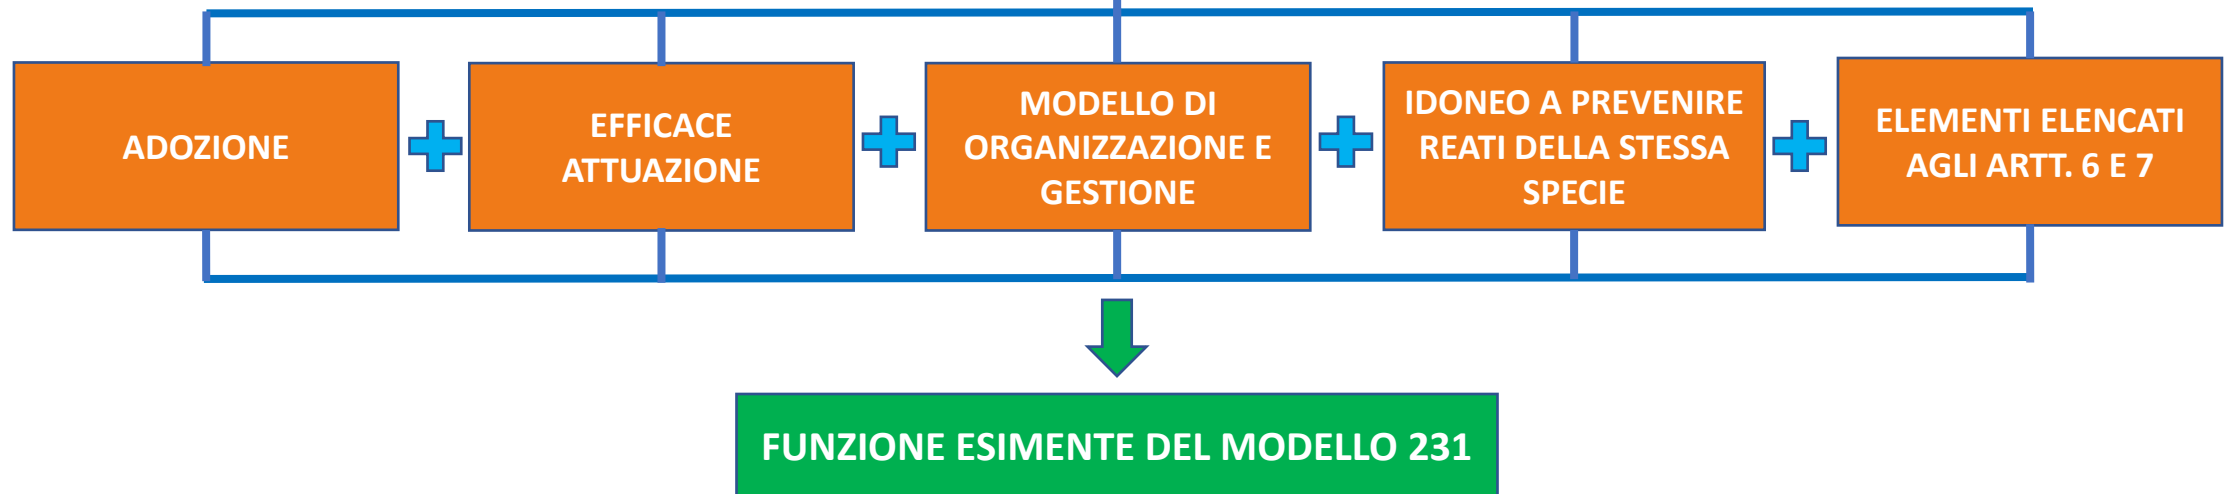 ADOZIONE
EFFICACE
ATTUAZIONE
MODELLO DI
ORGANIZZAZIONE E
GESTIONE
IDONEO A PREVENIRE
REATI DELLA STESSA
SPECIE
ELEMENTI ELENCATI
AGLI ARTT. 6 E 7
FUNZIONE ESIMENTE DEL MODELLO 231